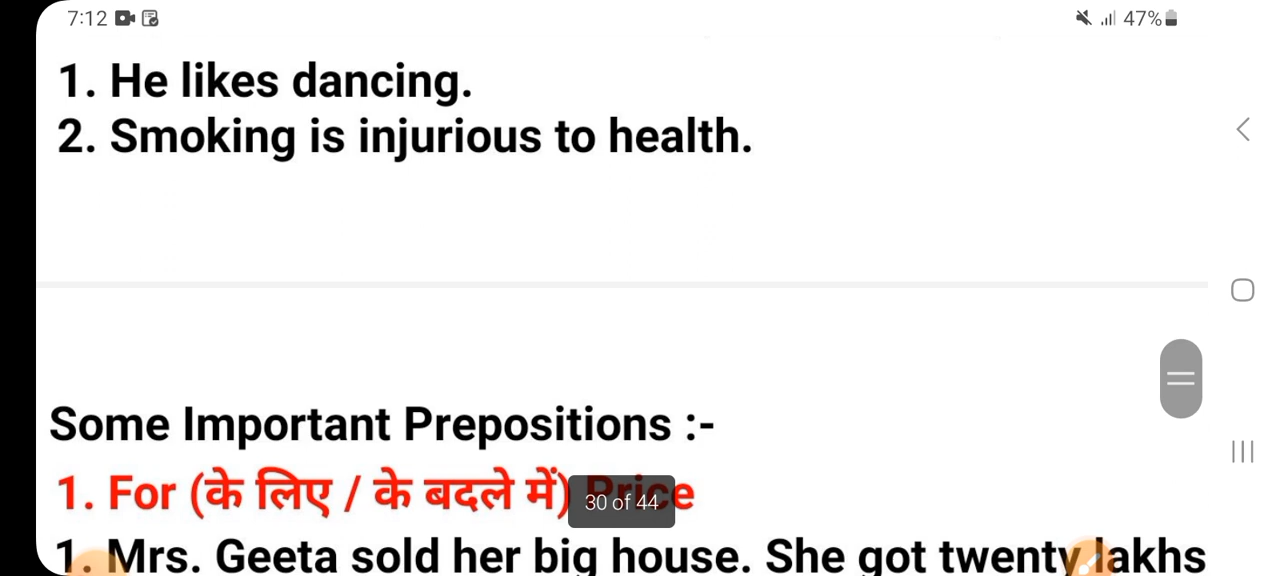 7:12
47%
1. He likes dancing.
2. Smoking is injurious to health.
Some Important Prepositions :-
1. For (के लिए / के बदले में) Price
30 of 44
1. Mrs. Geeta sold her big house. She got twenty lakhs